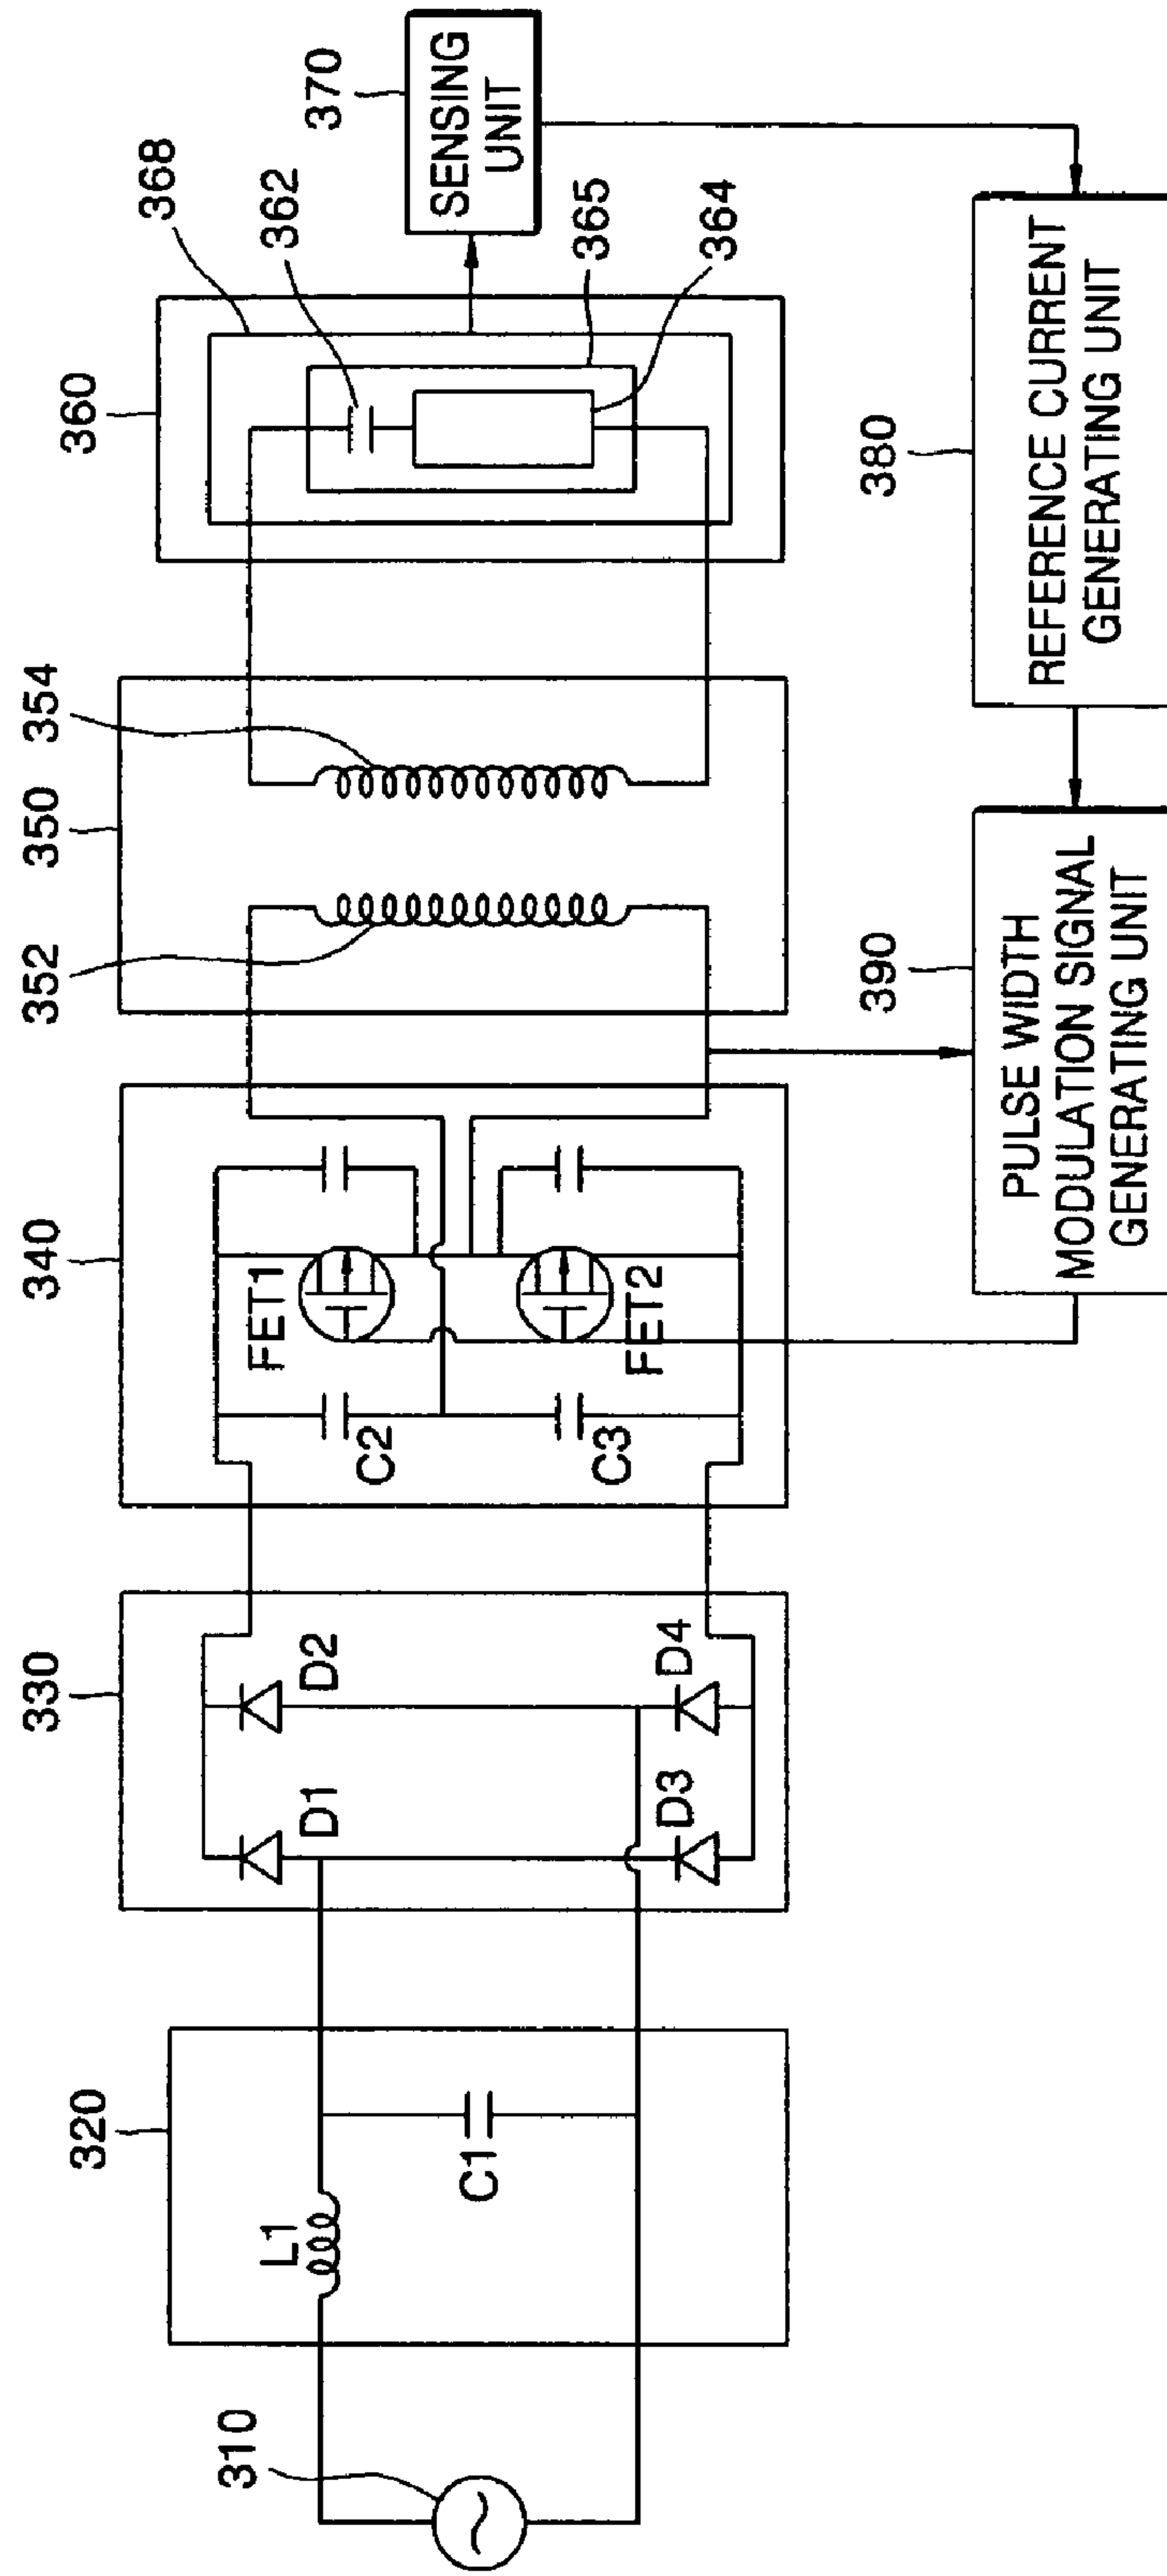 310
320
L1
C1
330
D1
D2
D3
D4
340
C2
FET1
C3
FET2
350
352
354
360
368
362
365
364
370
SENSING
UNIT
390
PULSE WIDTH
MODULATION SIGNAL
GENERATING UNIT
380
REFERENCE CURRENT
GENERATING UNIT